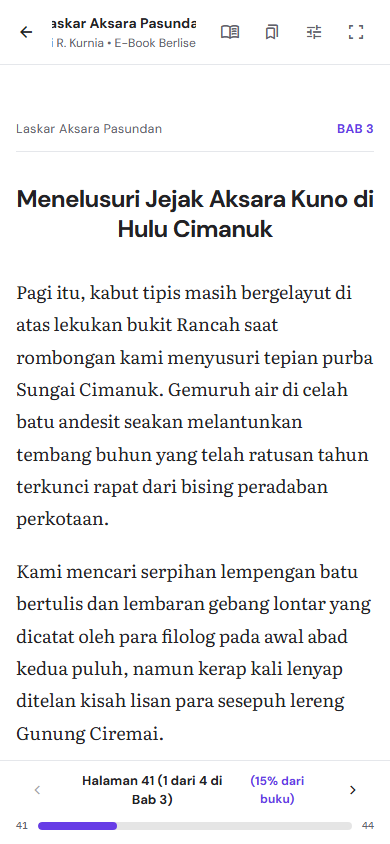 askar Aksara Pasunda
i R. Kurnia • E-Book Berlise
Laskar Aksara Pasundan
BAB 3
Menelusuri Jejak Aksara Kuno di
Hulu Cimanuk
Pagi itu, kabut tipis masih bergelayut di
atas lekukan bukit Rancah saat
rombongan kami menyusuri tepian purba
Sungai Cimanuk. Gemuruh air di celah
batu andesit seakan melantunkan
tembang buhun yang telah ratusan tahun
terkunci rapat dari bising peradaban
perkotaan.
Kami mencari serpihan lempengan batu
bertulis dan lembaran gebang lontar yang
dicatat oleh para filolog pada awal abad
kedua puluh, namun kerap kali lenyap
ditelan kisah lisan para sesepuh lereng
Gunung Ciremai.
Halaman 41 (1 dari 4 di
Bab 3)
(15% dari
buku)
41
44